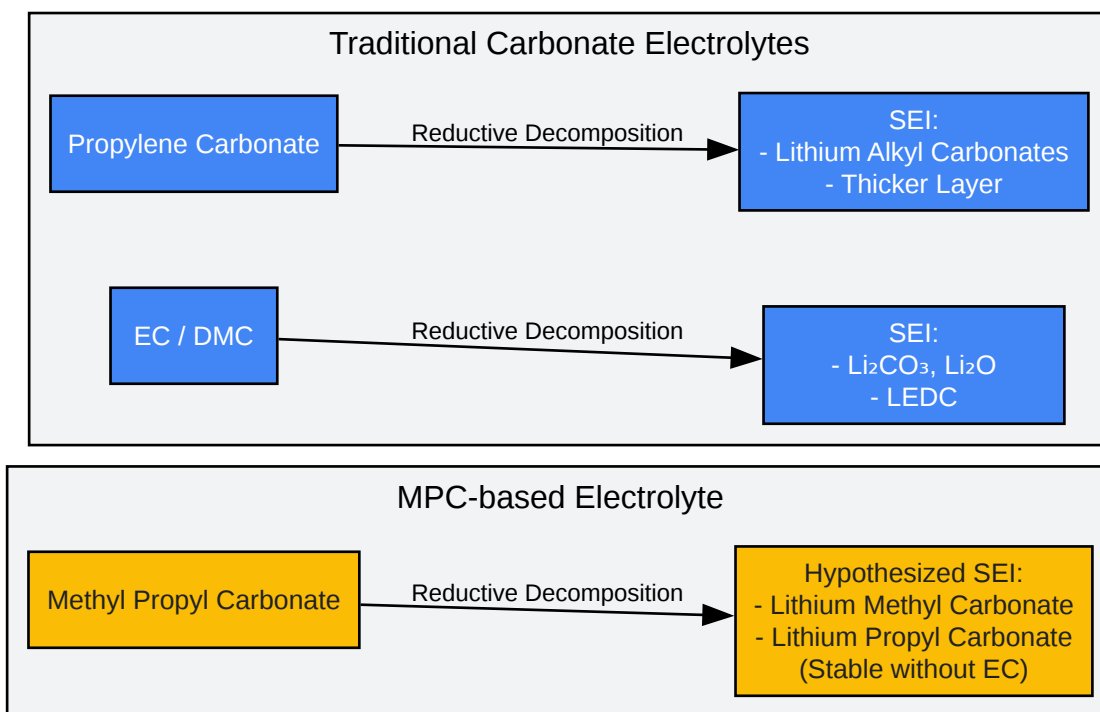 Traditional Carbonate Electrolytes
Propylene Carbonate
Reductive Decomposition
SEI:
- Lithium Alkyl Carbonates
- Thicker Layer
EC / DMC
Reductive Decomposition
SEI:
- Li₂CO₃, Li₂O
- LEDC
MPC-based Electrolyte
Methyl Propyl Carbonate
Reductive Decomposition
Hypothesized SEI:
- Lithium Methyl Carbonate
- Lithium Propyl Carbonate
(Stable without EC)